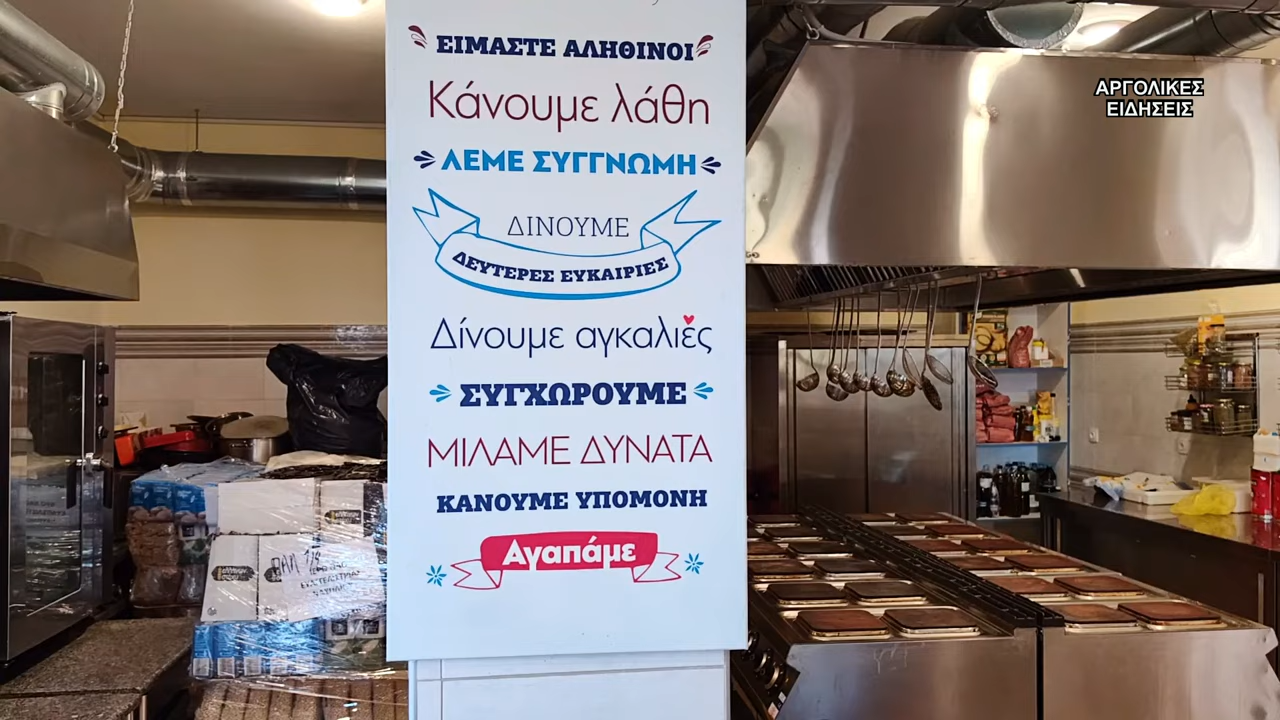 ΕΙΜΑΣΤΕ ΑΛΗΘΙΝΟΙ
Κάνουμε λάθη
ΛΕΜΕ ΣΥΓΓΝΩΜΗ
ΔΙΝΟΥΜΕ
ΔΕΥΤΕΡΕΣ ΕΥΚΑΙΡΙΕΣ
Δίνουμε αγκαλιές
ΣΥΓΧΩΡΟΥΜΕ
ΜΙΛΑΜΕ ΔΥΝΑΤΑ
ΚΑΝΟΥΜΕ ΥΠΟΜΟΝΗ
Αγαπάμε
ΑΡΓΟΛΙΚΕΣ
ΕΙΔΗΣΕΙΣ